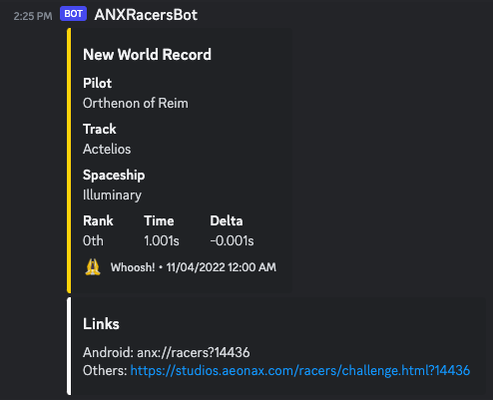 2:25 PM BOT ANXRacersBot
New World Record
Pilot
Orthenon of Reim
Track
Actelios
Spaceship
Illuminary
Rank Time Delta
0th 1.001s -0.001s
Whoosh! • 11/04/2022 12:00 AM
Links
Android: anx://racers?14436
Others: https://studios.aeonax.com/racers/challenge.html?14436